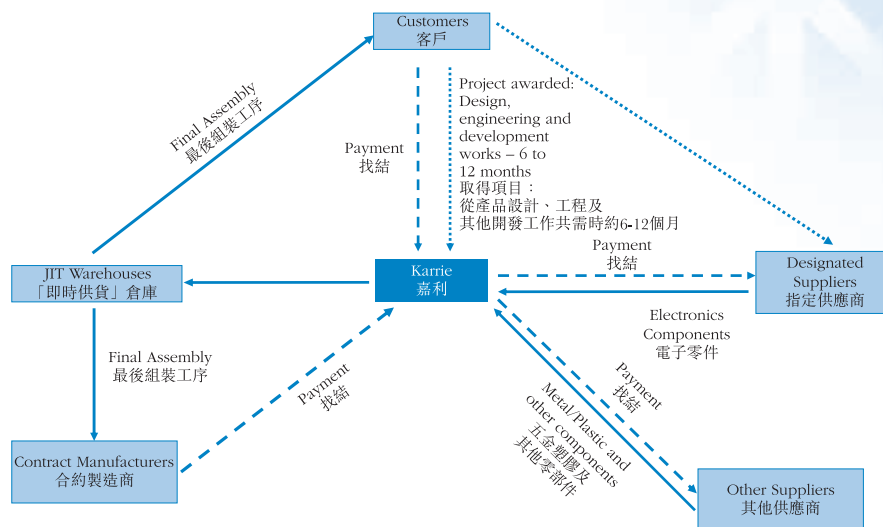 Customers
客戶
Final Assembly
最後組裝工序
Payment
找結
Project awarded:
Design,
engineering and
development
works – 6 to
12 months
取得項目：
從產品設計、工程及
其他開發工作共需時約6-12個月
JIT Warehouses
「即時供貨」倉庫
Karrie
嘉利
Payment
找結
Designated
Suppliers
指定供應商
Electronics
Components
電子零件
Final Assembly
最後組裝工序
Payment
找結
Payment
找結
Metal/Plastic and
other components
五金塑膠及
其他零部件
Contract Manufacturers
合約製造商
Other Suppliers
其他供應商